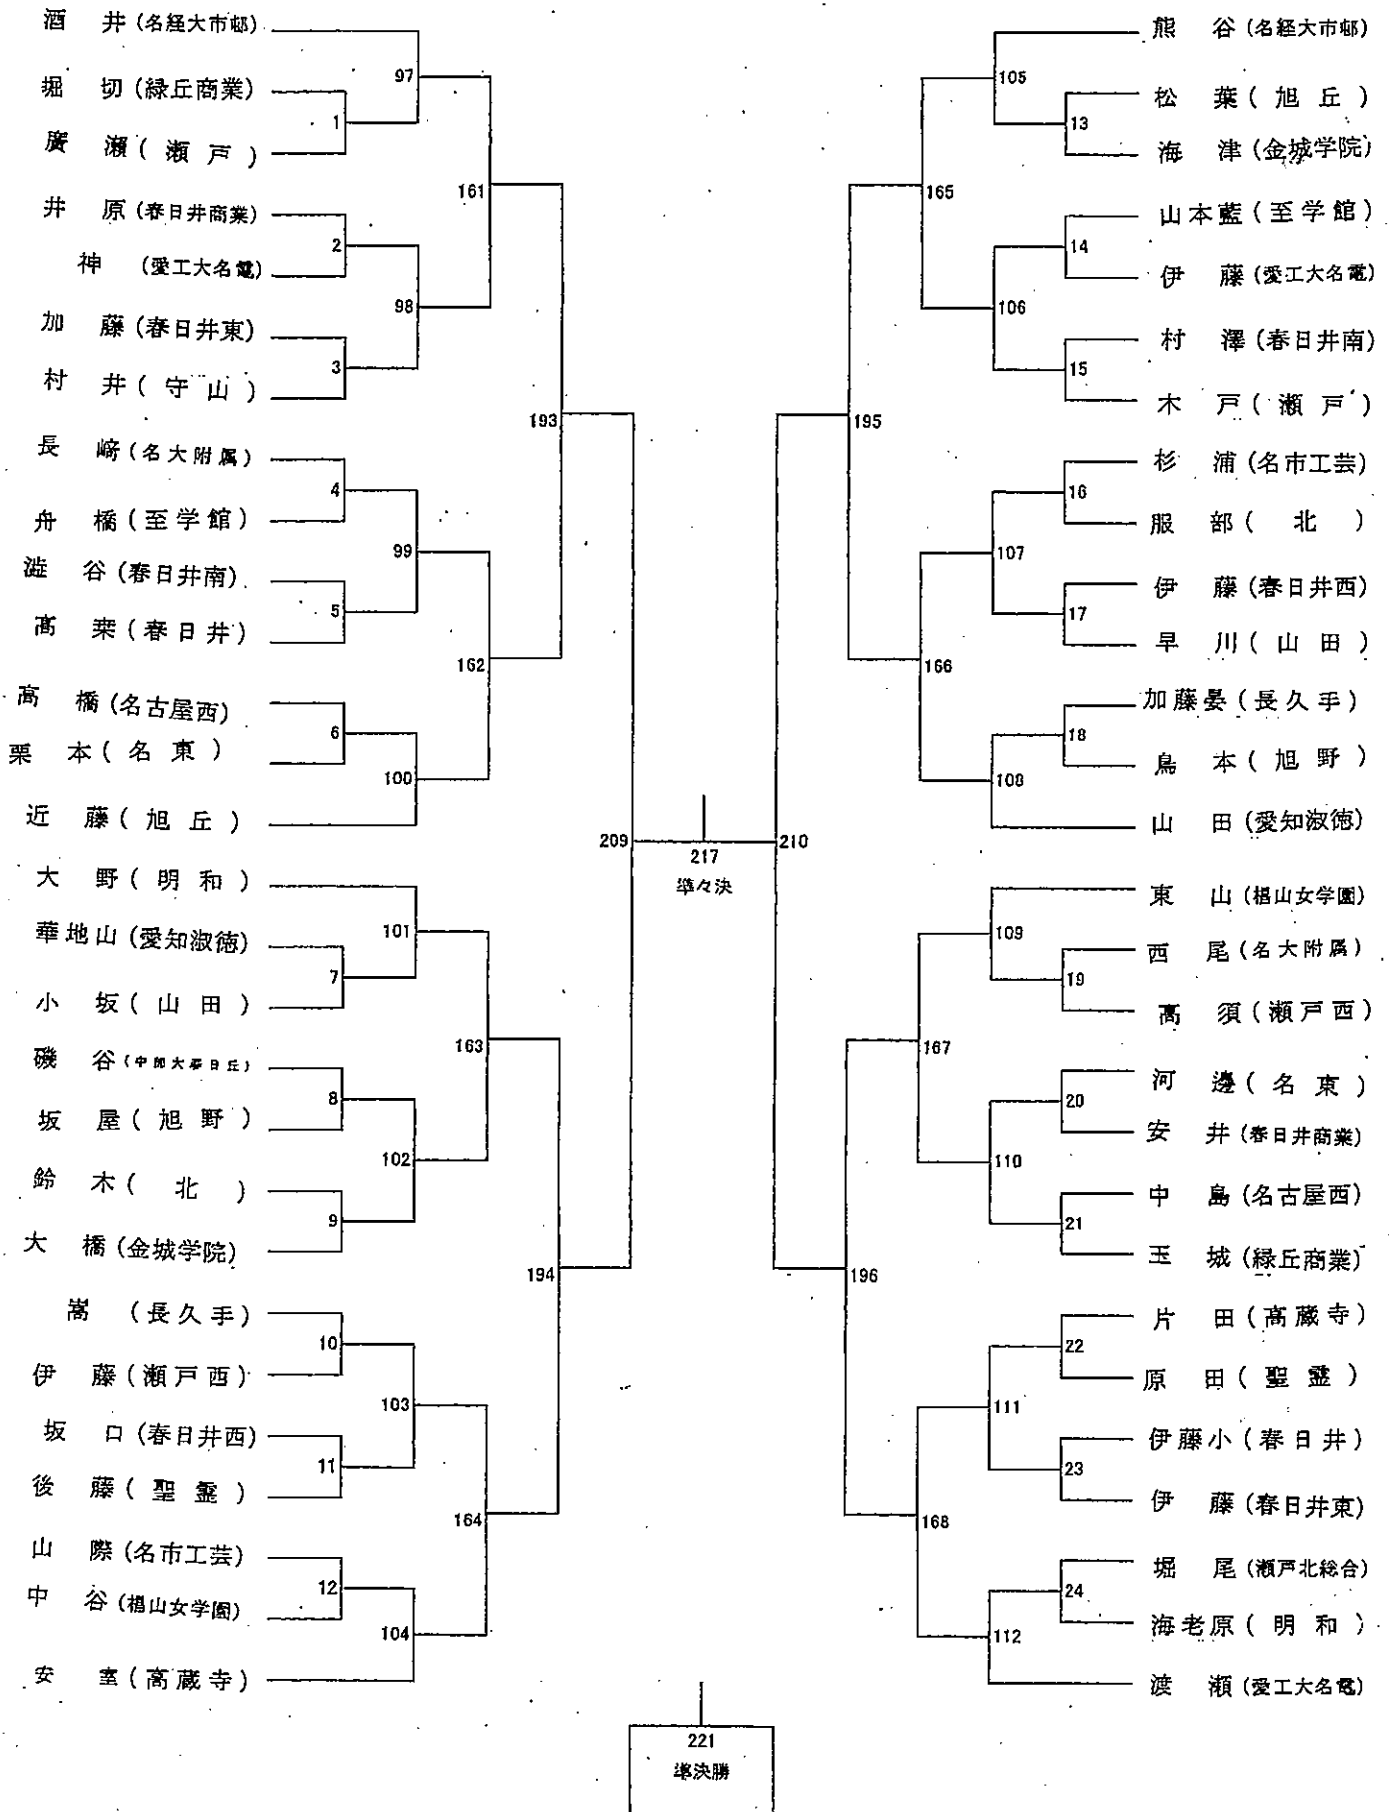 酒 井 (名経大市邨)
97
堀 切 (緑丘商業)
1
廣 瀬 ( 瀬 戸 )
161
井 原 (春日井商業)
2
神 (愛工大名電)
98
加 藤 (春日井東)
3
村 井 ( 守 山 )
193
長 﨑 (名大附属)
4
舟 橋 (至学館)
99
澁 谷 (春日井南)
5
髙 桒 (春日井)
162
髙 橋 (名古屋西)
6
栗 本 ( 名 東 )
100
近 藤 ( 旭 丘 )
209
大 野 ( 明 和 )
101
華地山 (愛知淑徳)
7
小 坂 ( 山 田 )
163
磯 谷 (中部大春日丘)
8
坂 屋 ( 旭 野 )
102
鈴 木 ( 北 )
9
大 橋 (金城学院)
194
嵩 (長久手)
10
伊 藤 (瀬戸西)
103
坂 口 (春日井西)
11
後 藤 ( 聖 霊 )
164
山 際 (名市工芸)
12
中 谷 (椙山女学園)
104
安 室 (高蔵寺)
217
準々決
熊 谷 (名経大市邨)
105
松 葉 ( 旭 丘 )
13
海 津 (金城学院)
165
山本藍 (至学館)
14
伊 藤 (愛工大名電)
106
村 澤 (春日井南)
15
木 戸 ( 瀬 戸 )
195
杉 浦 (名市工芸)
16
服 部 ( 北 )
107
伊 藤 (春日井西)
17
早 川 ( 山 田 )
166
加藤晏 (長久手)
18
鳥 本 ( 旭 野 )
108
山 田 (愛知淑徳)
210
東 山 (椙山女学園)
109
西 尾 (名大附属)
19
髙 須 (瀬戸西)
167
河 邊 ( 名 東 )
20
安 井 (春日井商業)
110
中 島 (名古屋西)
21
玉 城 (緑丘商業)
196
片 田 (高蔵寺)
22
原 田 ( 聖 霊 )
111
伊藤小 (春日井)
23
伊 藤 (春日井東)
168
堀 尾 (瀬戸北総合)
24
海老原 ( 明 和 )
112
渡 瀬 (愛工大名電)
221
準決勝